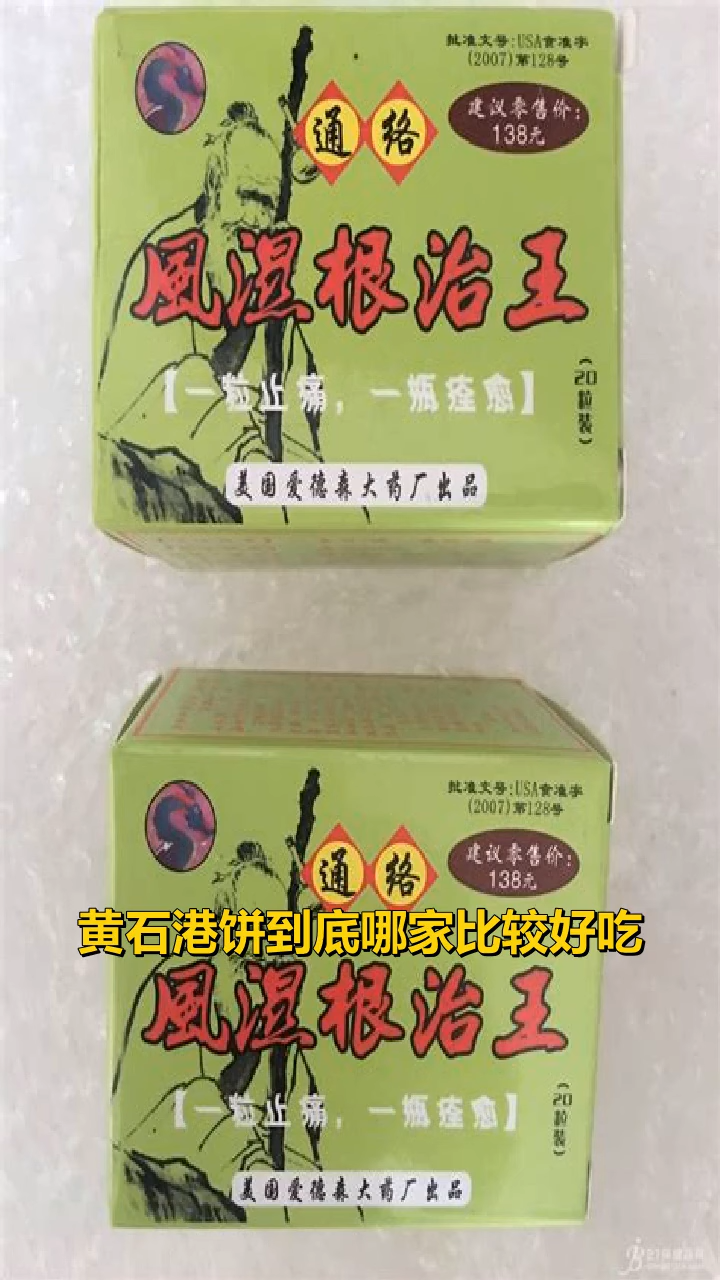 批准文号:USA食准字
(2007)第128号
建议零售价:
138元
通络
風濕根治王
【一粒止痛,一瓶痊愈】
(20粒装)
美国爱德森大药厂出品
批准文号:USA食准字
(2007)第128号
建议零售价:
138元
通络
黄石港饼到底哪家比较好吃
風濕根治王
【一粒止痛,一瓶痊愈】
(20粒装)
美国爱德森大药厂出品